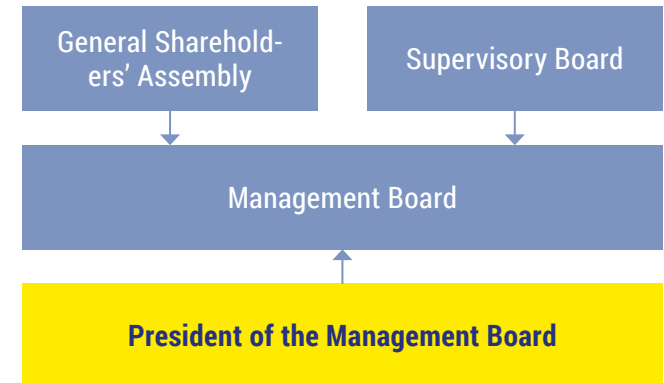 General Sharehold-
ers’ Assembly
Supervisory Board
Management Board
President of the Management Board